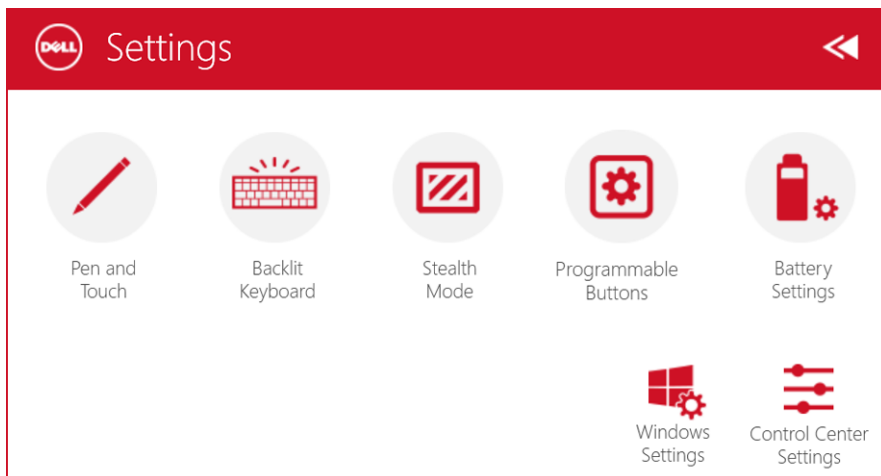 DELL
Settings
Pen and
Touch
Backlit
Keyboard
Stealth
Mode
Programmable
Buttons
Battery
Settings
Windows
Settings
Control Center
Settings